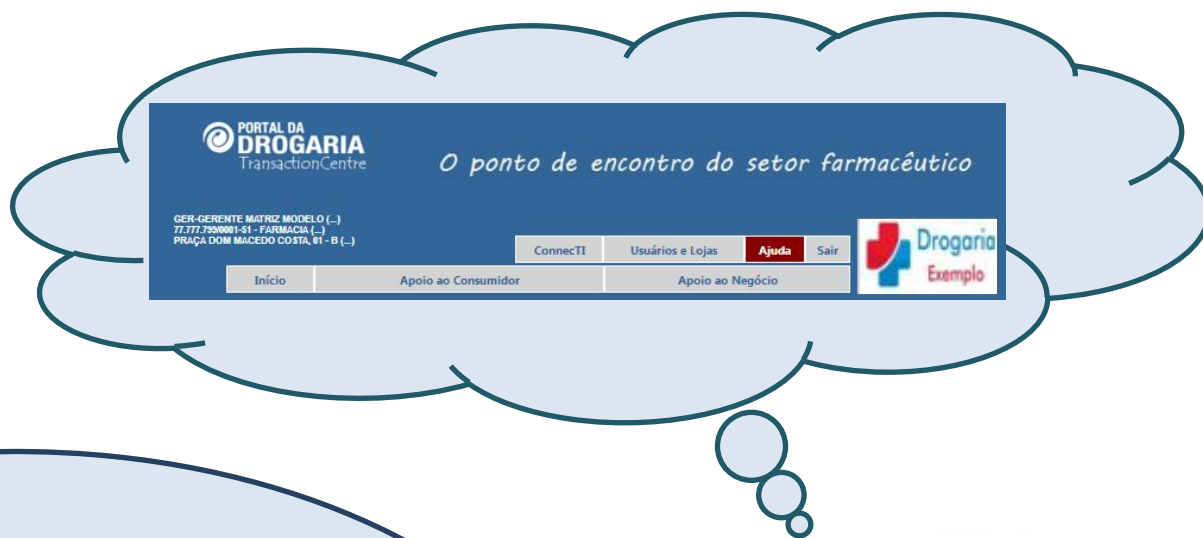 PORTAL DA
DROGARIA
TransactionCentre
O ponto de encontro do setor farmacêutico
GER-GERENTE MATRIZ MODELO (...)
77.777.799/0001-51 - FARMACIA (...)
PRAÇA DOM MACEDO COSTA, 01 - B (...)
ConnecTI Usuários e Lojas Ajuda Sair
Drogaria
Exemplo
Início Apoio ao Consumidor Apoio ao Negócio